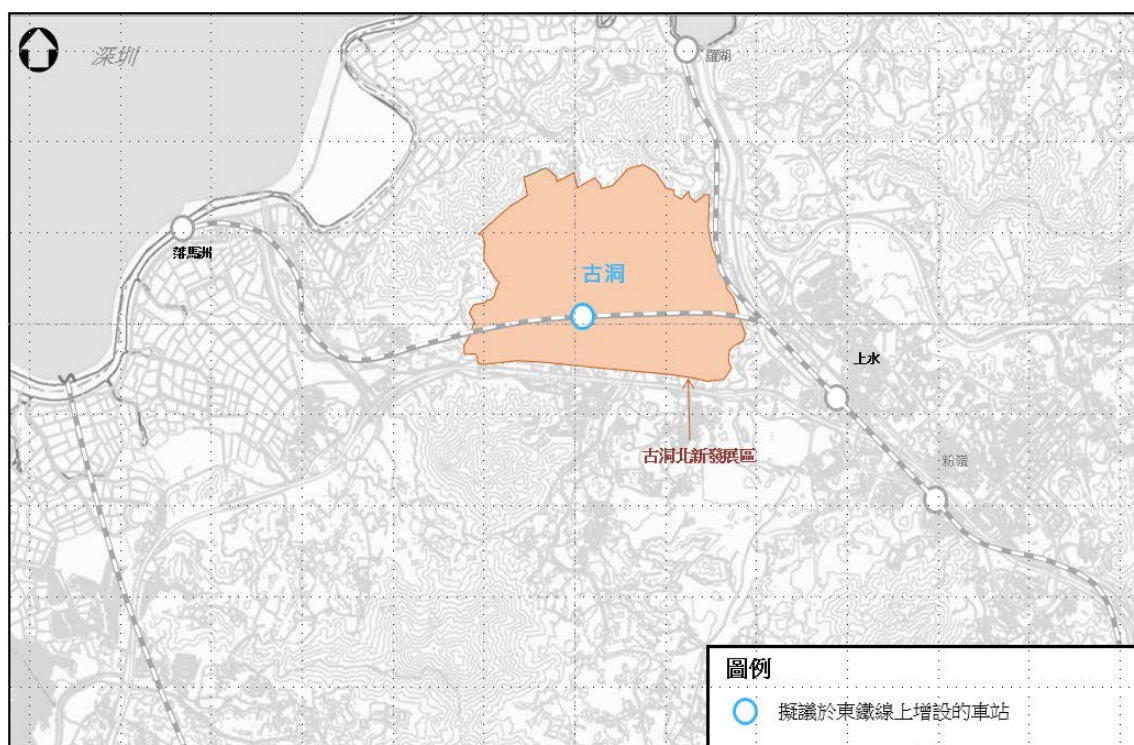 深圳
羅湖
落馬洲
古洞
上水
古洞北新發展區
粉嶺
圖例
擬議於東鐵線上增設的車站